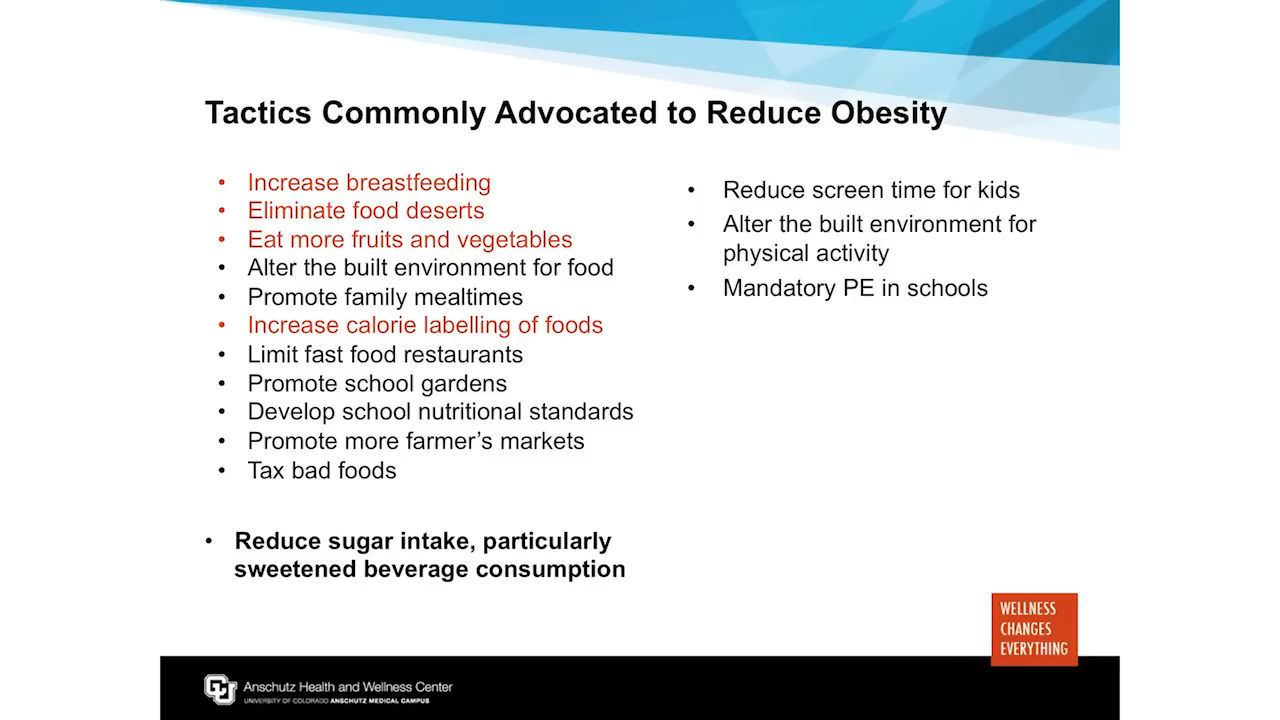 Tactics Commonly Advocated to Reduce Obesity
• Increase breastfeeding
• Eliminate food deserts
• Eat more fruits and vegetables
• Alter the built environment for food
• Promote family mealtimes
• Increase calorie labelling of foods
• Limit fast food restaurants
• Promote school gardens
• Develop school nutritional standards
• Promote more farmer’s markets
• Tax bad foods
• Reduce sugar intake, particularly
sweetened beverage consumption
• Reduce screen time for kids
• Alter the built environment for
physical activity
• Mandatory PE in schools
WELLNESS
CHANGES
EVERYTHING
CU
Anschutz Health and Wellness Center
UNIVERSITY OF COLORADO ANSCHUTZ MEDICAL CAMPUS